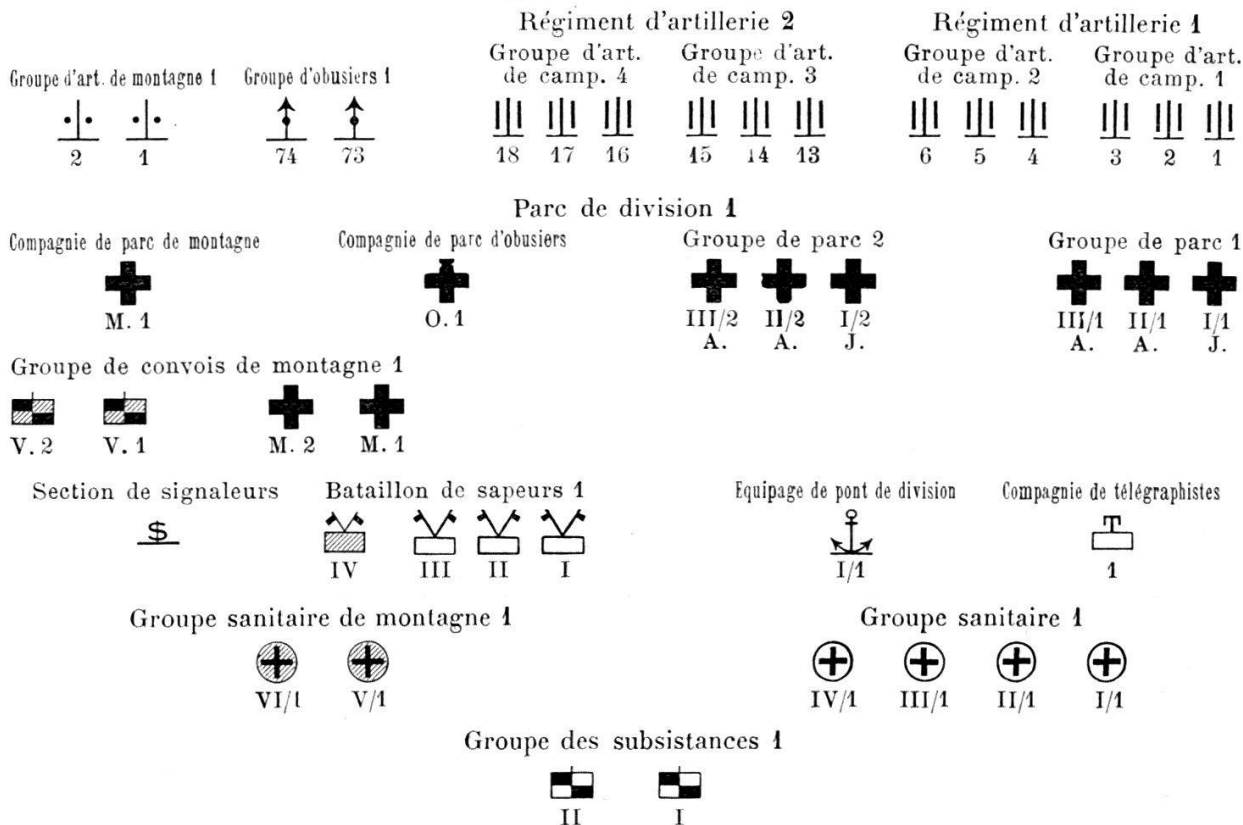 Régiment d'artillerie 2 Régiment d'artillerie 1
Groupe d'art. de montagne 1 Groupe d'obusiers 1 Groupe d'art. de camp. 4 Groupe d'art. de camp. 3 Groupe d'art. de camp. 2 Groupe d'art. de camp. 1
2 1 74 73 18 17 16 15 14 13 6 5 4 3 2 1
Parc de division 1
Compagnie de parc de montagne Compagnie de parc d'obusiers Groupe de parc 2 Groupe de parc 1
M. 1 O. 1 III/2 II/2 I/2 III/1 II/1 I/1
A. A. J. A. A. J.
Groupe de convois de montagne 1
V. 2 V. 1 M. 2 M. 1
Section de signaleurs Bataillon de sapeurs 1 Equipage de pont de division Compagnie de télégraphistes
S T
IV III II I I/1 1
Groupe sanitaire de montagne 1 Groupe sanitaire 1
VI/1 V/1 IV/1 III/1 II/1 I/1
Groupe des subsistances 1
II I